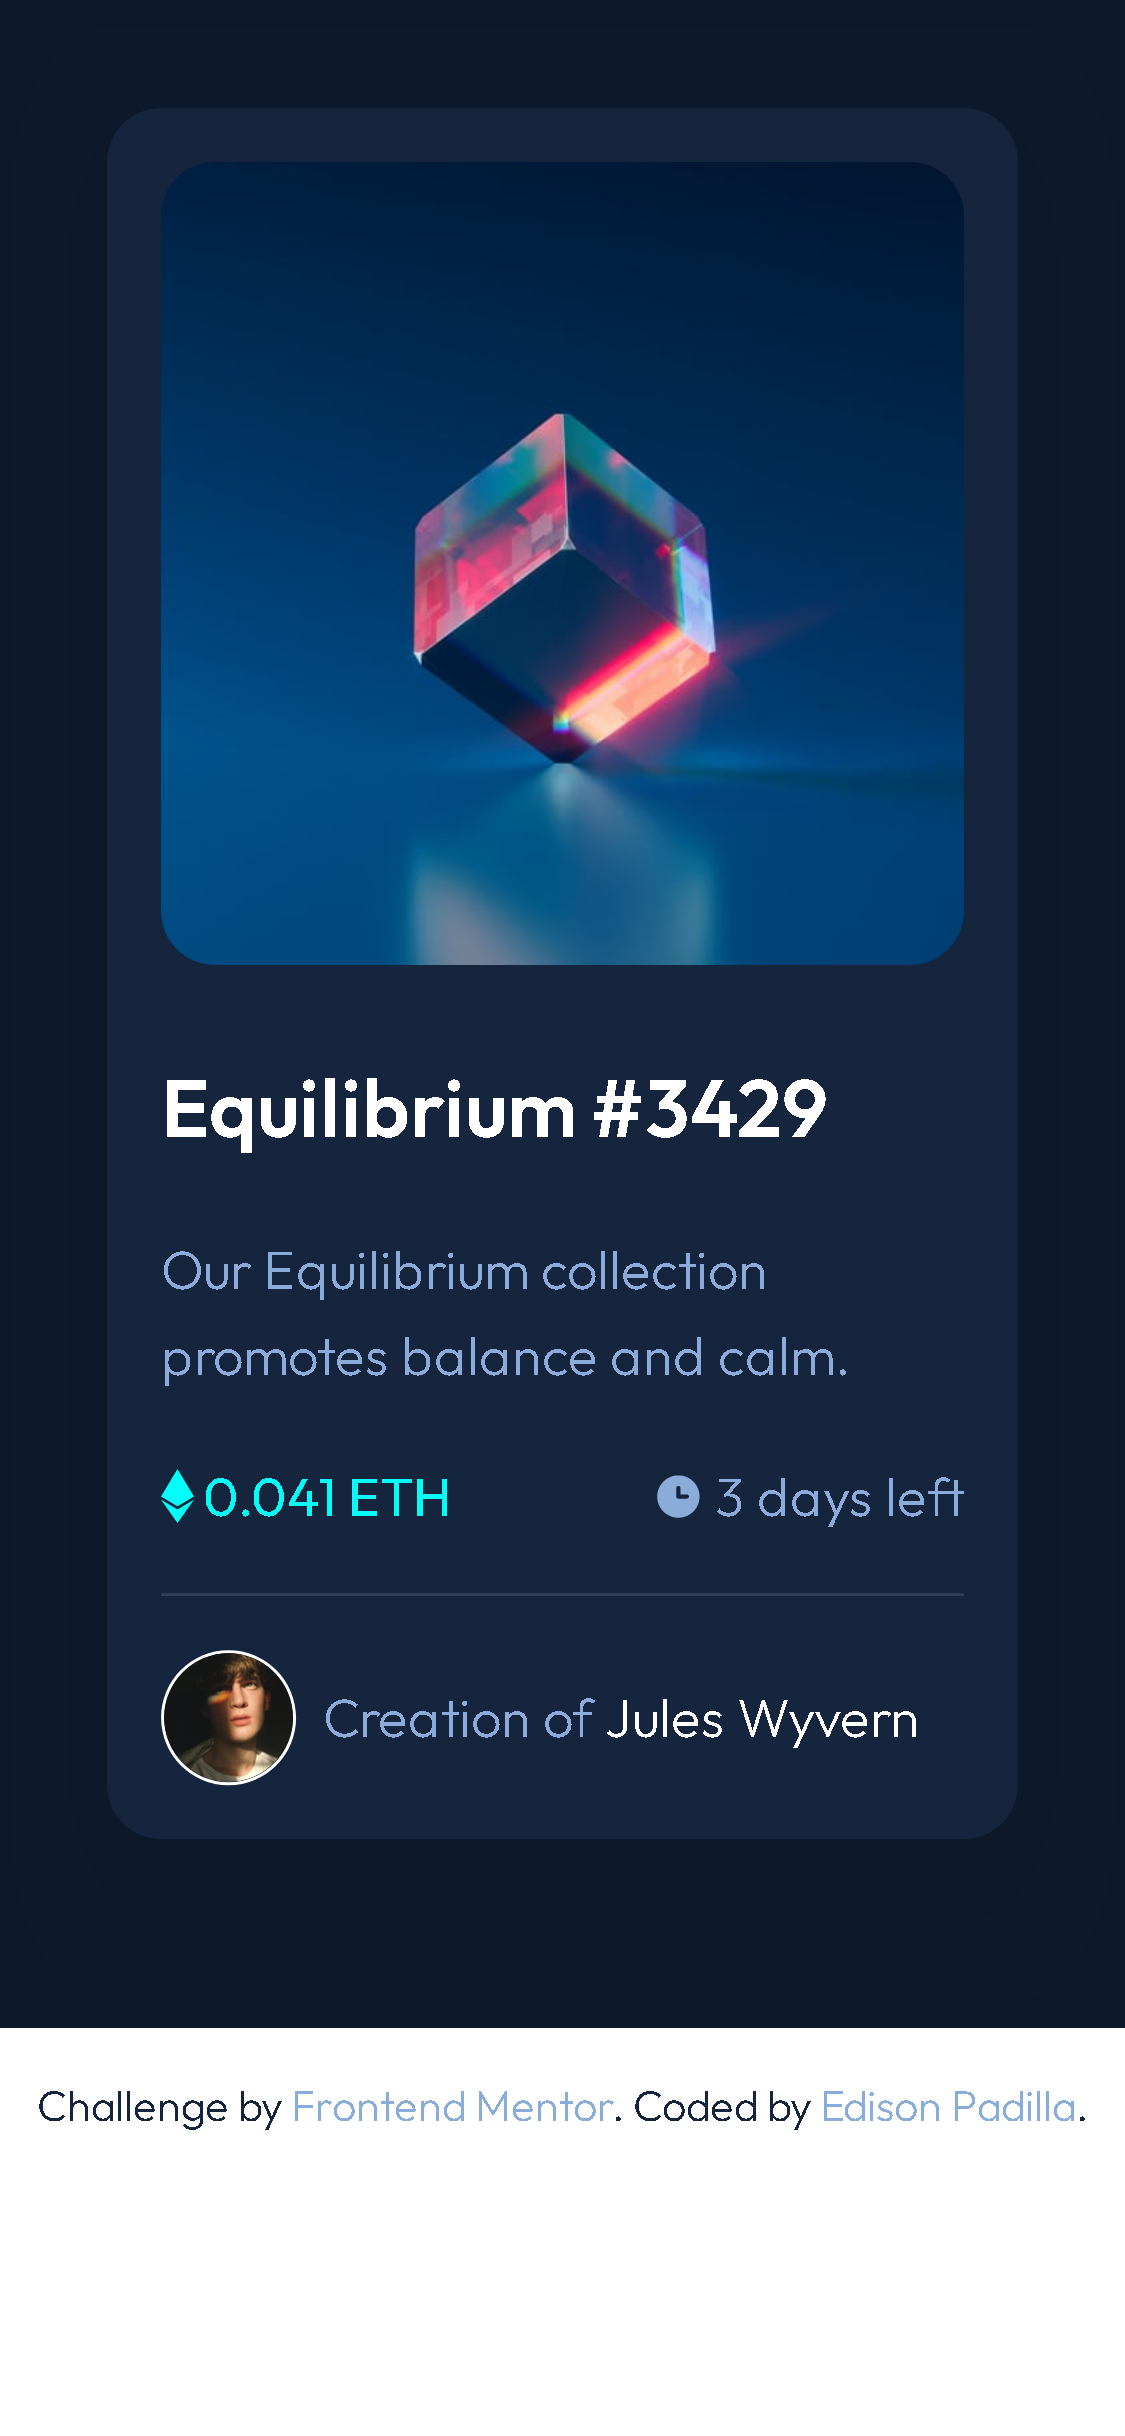 Equilibrium #3429
Our Equilibrium collection
promotes balance and calm.
0.041 ETH
3 days left
Creation of Jules Wyvern
Challenge by Frontend Mentor. Coded by Edison Padilla.